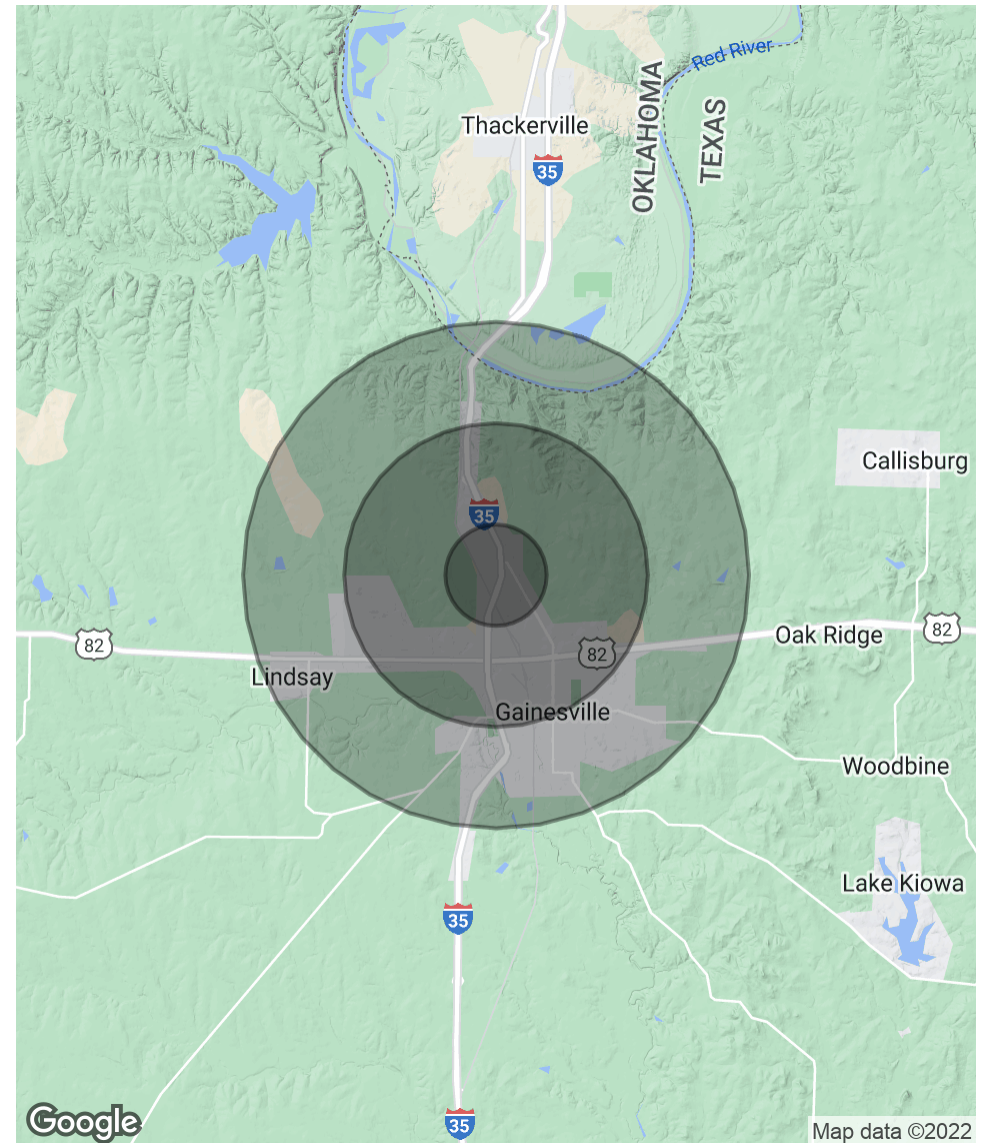 Red River
OKLAHOMA
TEXAS
Thackerville
35
Callisburg
35
82
Oak Ridge
82
82
Lindsay
Gainesville
Woodbine
Lake Kiowa
35
35
Google
Map data ©2022